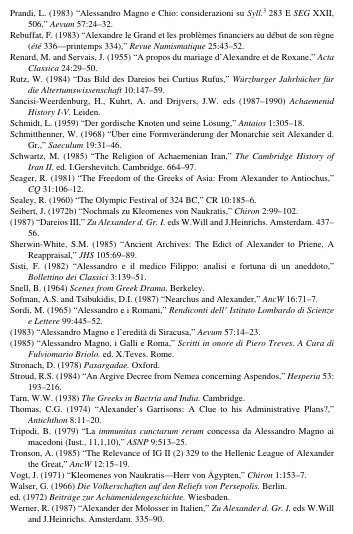 Prandi, L. (1983) “Alessandro Magno e Chio: considerazioni su Syll.³ 283 E SEG XXII,
506,” Aevum 57:24–32.
Rebuffat, F. (1983) “Alexandre le Grand et les problèmes financiers au début de son règne
(été 336—printemps 334),” Revue Numismatique 25:43–52.
Renard, M. and Servais, J. (1955) “A propos du mariage d’Alexandre et de Roxane,” Acta
Classica 24:29–50.
Rutz, W. (1984) “Das Bild des Dareios bei Curtius Rufus,” Würzburger Jahrbücher für
die Altertumswissenschaft 10:147–59.
Sancisi-Weerdenburg, H., Kuhrt, A. and Drijvers, J.W. eds (1987–1990) Achaemenid
History I-V. Leiden.
Schmidt, L. (1959) “Der gordische Knoten und seine Lösung,” Antaios 1:305–18.
Schmitthenner, W. (1968) “Über eine Formveränderung der Monarchie seit Alexander d.
Gr.,” Saeculum 19:31–46.
Schwartz, M. (1985) “The Religion of Achaemenian Iran,” The Cambridge History of
Iran II. ed. I.Gershevitch. Cambridge. 664–97.
Seager, R. (1981) “The Freedom of the Greeks of Asia: From Alexander to Antiochus,”
CQ 31:106–12.
Sealey, R. (1960) “The Olympic Festival of 324 BC,” CR 10:185–6.
Seibert, J. (1972b) “Nochmals zu Kleomenes von Naukratis,” Chiron 2:99–102.
(1987) “Dareios III,” Zu Alexander d. Gr. I. eds W.Will and J.Heinrichs. Amsterdam. 437–
56.
Sherwin-White, S.M. (1985) “Ancient Archives: The Edict of Alexander to Priene, A
Reappraisal,” JHS 105:69–89.
Sisti, F. (1982) “Alessandro e il medico Filippo: analisi e fortuna di un aneddoto,”
Bollettino dei Classici 3:139–51.
Snell, B. (1964) Scenes from Greek Drama. Berkeley.
Sofman, A.S. and Tsibukidis, D.I. (1987) “Nearchus and Alexander,” AncW 16:71–7.
Sordi, M. (1965) “Alessandro e i Romani,” Rendiconti dell’ Istituto Lombardo di Scienze
e Lettere 99:445–52.
(1983) “Alessandro Magno e l’eredità di Siracusa,” Aevum 57:14–23.
(1985) “Alessandro Magno, i Galli e Roma,” Scritti in onore di Piero Treves. A Cura di
Fulviomario Briolo. ed. X.Teves. Rome.
Stronach, D. (1978) Pasargadae. Oxford.
Stroud, R.S. (1984) “An Argive Decree from Nemea concerning Aspendos,” Hesperia 53:
193–216.
Tarn, W.W. (1938) The Greeks in Bactria and India. Cambridge.
Thomas, C.G. (1974) “Alexander’s Garrisons: A Clue to his Administrative Plans?,”
Antichthon 8:11–20.
Tripodi, B. (1979) “La immunitas cunctarum rerum concessa da Alessandro Magno ai
macedoni (Iust., 11,1,10),” ASNP 9:513–25.
Tronson, A. (1985) “The Relevance of IG II (2) 329 to the Hellenic League of Alexander
the Great,” AncW 12:15–19.
Vogt, J. (1971) “Kleomenes von Naukratis—Herr von Ägypten,” Chiron 1:153–7.
Walser, G. (1966) Die Völkerschaften auf den Reliefs von Persepolis. Berlin.
ed. (1972) Beiträge zur Achämenidengeschichte. Wiesbaden.
Werner, R. (1987) “Alexander der Molosser in Italien,” Zu Alexander d. Gr. I. eds W.Will
and J.Heinrichs. Amsterdam. 335–90.